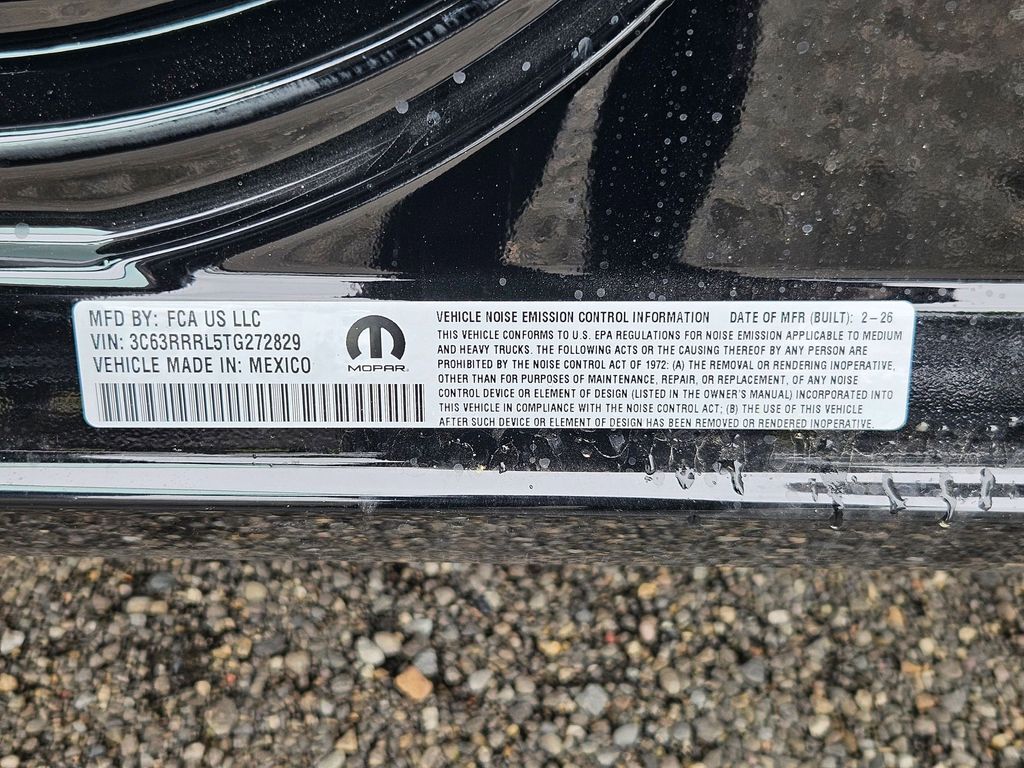 MFD BY: FCA US LLC
VIN: 3C63RRRL5TG272829
VEHICLE MADE IN: MEXICO
MOPAR
VEHICLE NOISE EMISSION CONTROL INFORMATION DATE OF MFR (BUILT): 2-26
THIS VEHICLE CONFORMS TO U.S. EPA REGULATIONS FOR NOISE EMISSION APPLICABLE TO MEDIUM
AND HEAVY TRUCKS. THE FOLLOWING ACTS OR THE CAUSING THEREOF BY ANY PERSON ARE
PROHIBITED BY THE NOISE CONTROL ACT OF 1972: (A) THE REMOVAL OR RENDERING INOPERATIVE,
OTHER THAN FOR PURPOSES OF MAINTENANCE, REPAIR, OR REPLACEMENT, OF ANY NOISE
CONTROL DEVICE OR ELEMENT OF DESIGN (LISTED IN THE OWNER'S MANUAL) INCORPORATED INTO
THIS VEHICLE IN COMPLIANCE WITH THE NOISE CONTROL ACT; (B) THE USE OF THIS VEHICLE
AFTER SUCH DEVICE OR ELEMENT OF DESIGN HAS BEEN REMOVED OR RENDERED INOPERATIVE.